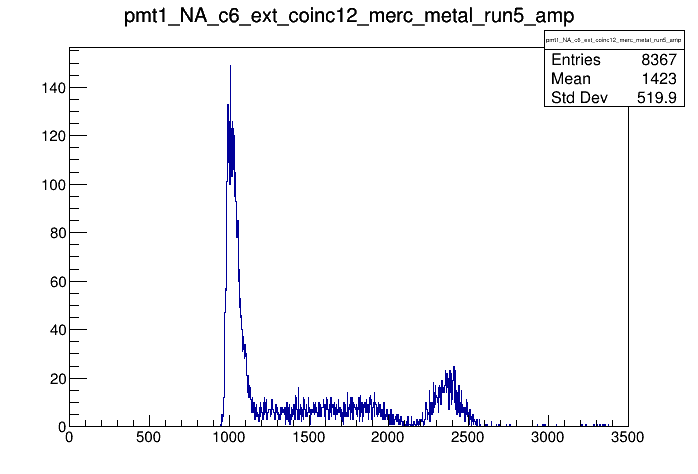 pmt1_NA_c6_ext_coinc12_merc_metal_run5_amp
pmt1_NA_c6_ext_coinc12_merc_metal_run5_amp
Entries 8367
Mean 1423
Std Dev 519.9
140
120
100
80
60
40
20
0
0 500 1000 1500 2000 2500 3000 3500